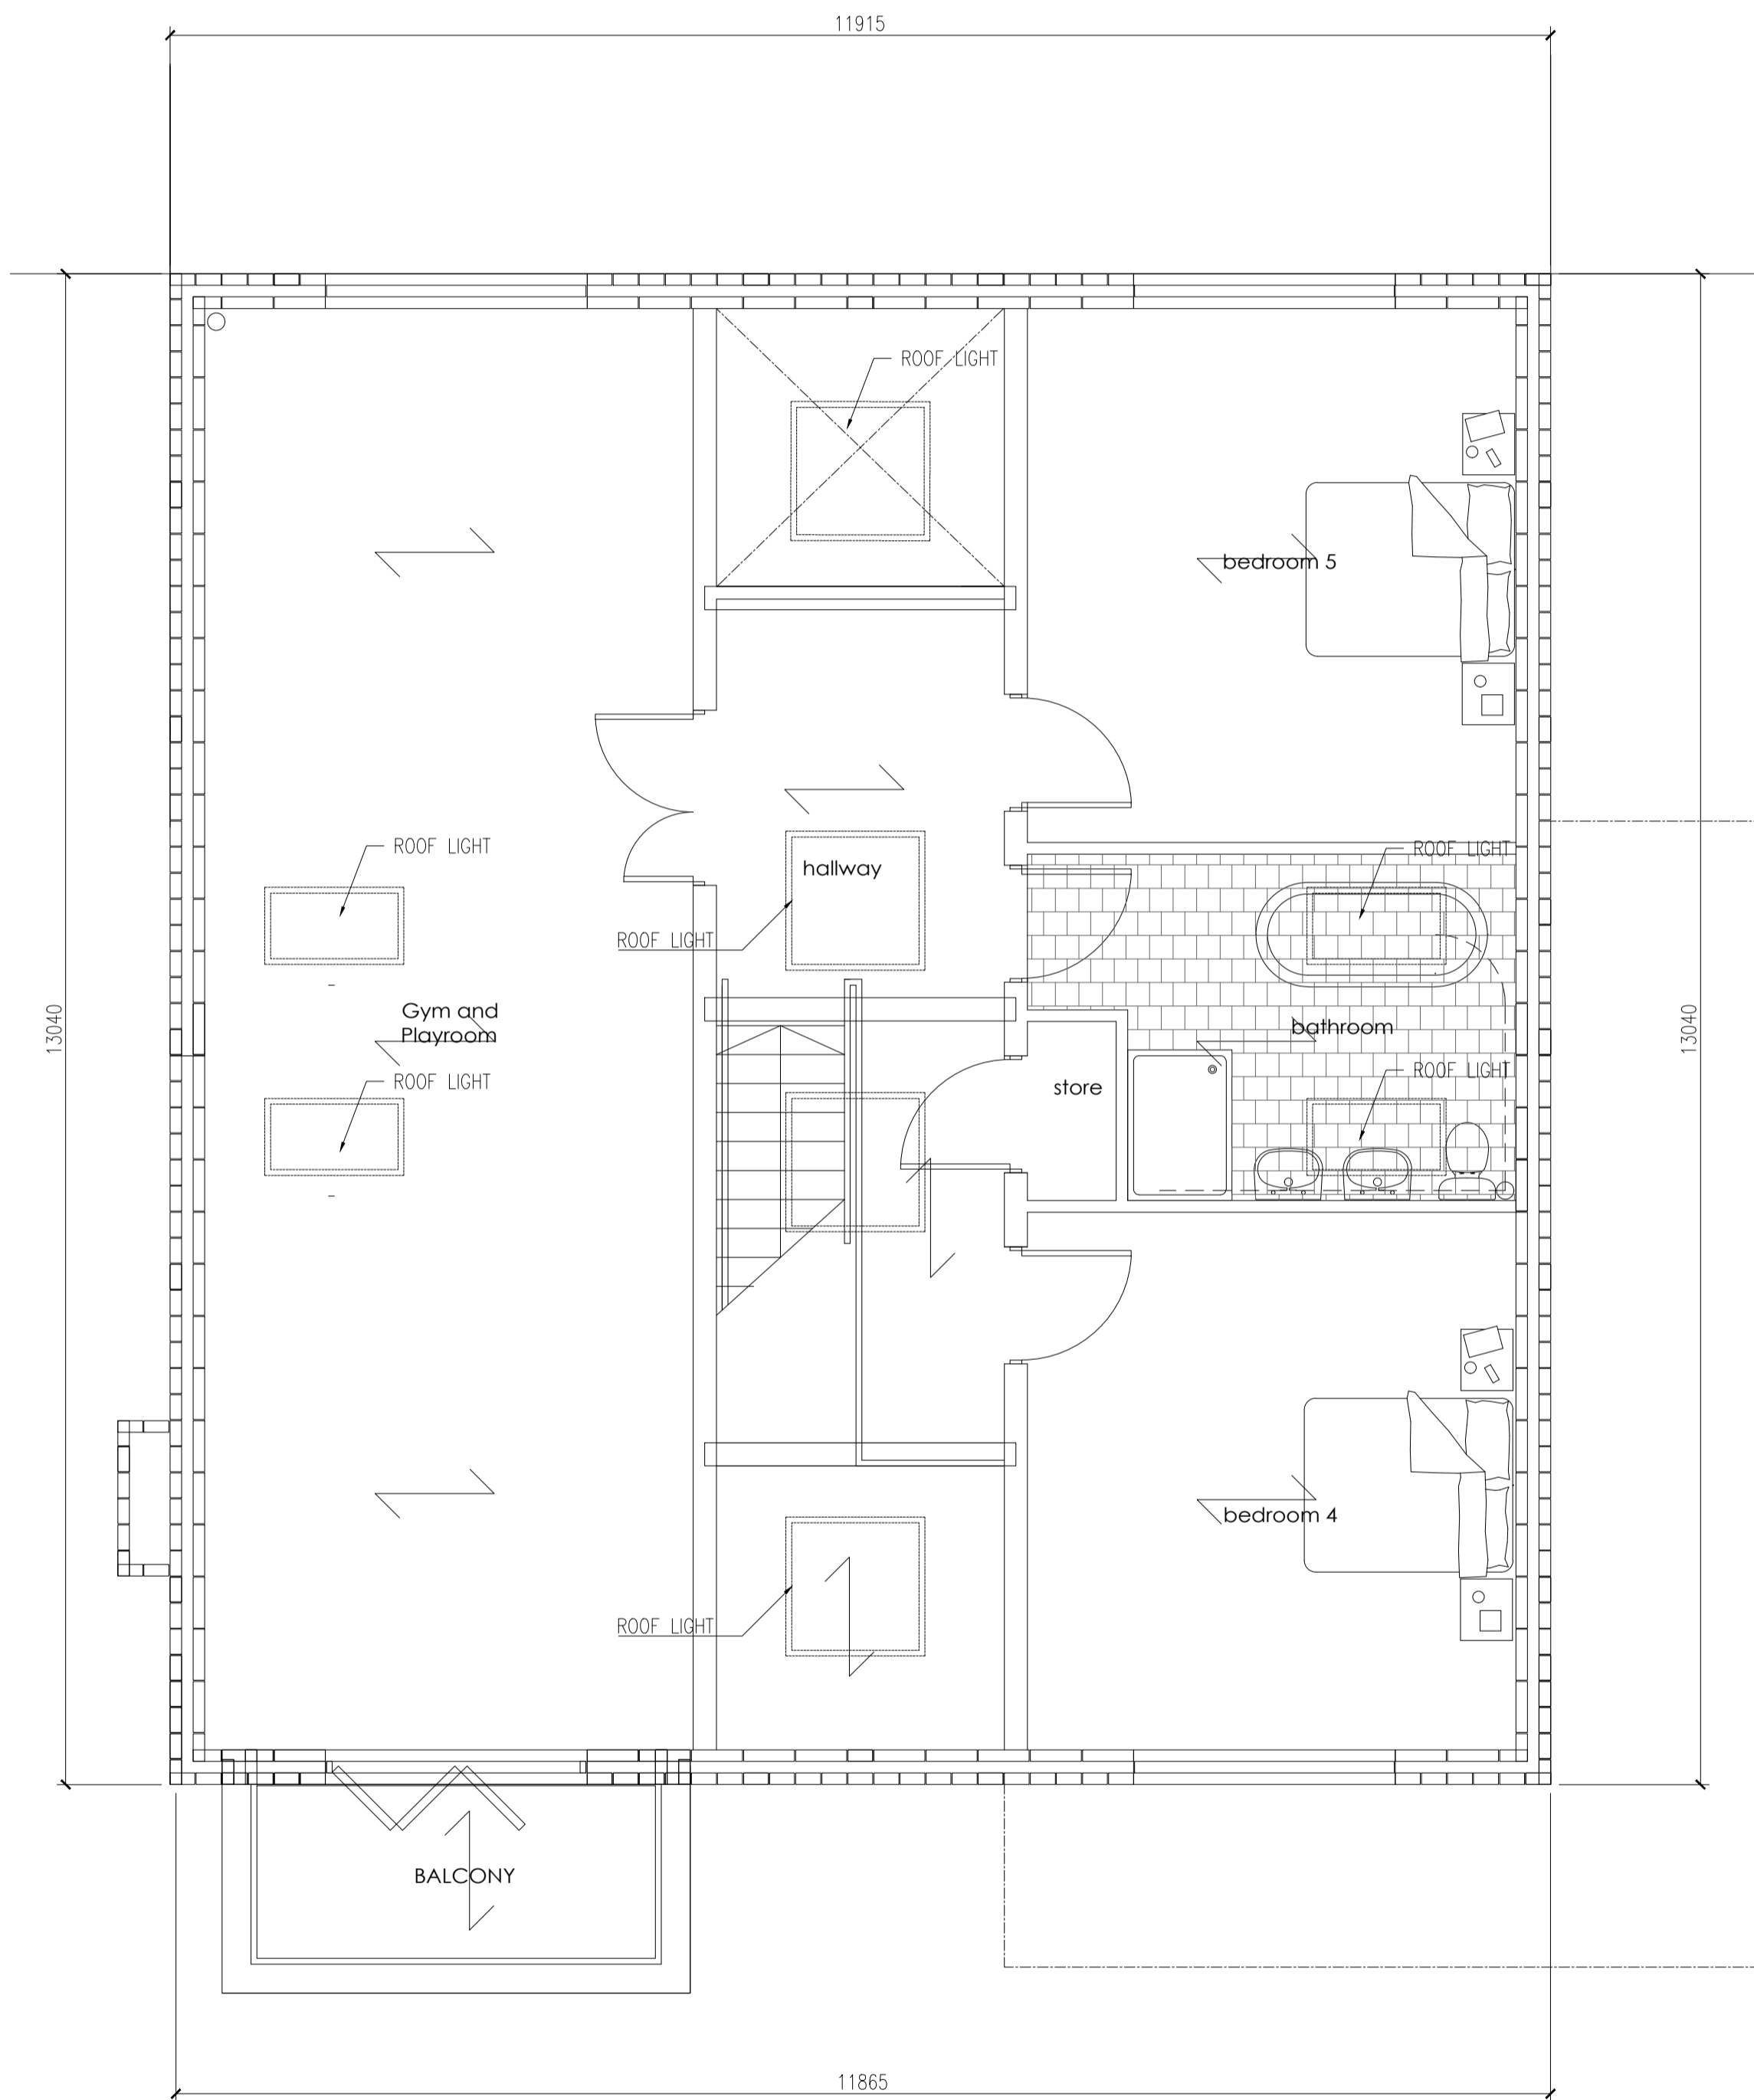 11915
ROOF LIGHT
bedroom 5
ROOF LIGHT
ROOF LIGHT
hallway
ROOF LIGHT
Gym and
Playroom
13040
13040
bathroom
ROOF LIGHT
ROOF LIGHT
store
bedroom 4
ROOF LIGHT
BALCONY
11865